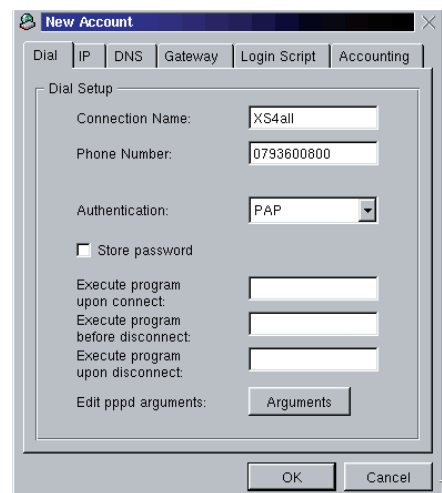 New Account
Dial IP DNS Gateway Login Script Accounting
Dial Setup
Connection Name: XS4all
Phone Number: 0793600800
Authentication: PAP
Store password
Execute program
upon connect:
Execute program
before disconnect:
Execute program
upon disconnect:
Edit pppd arguments: Arguments
OK Cancel